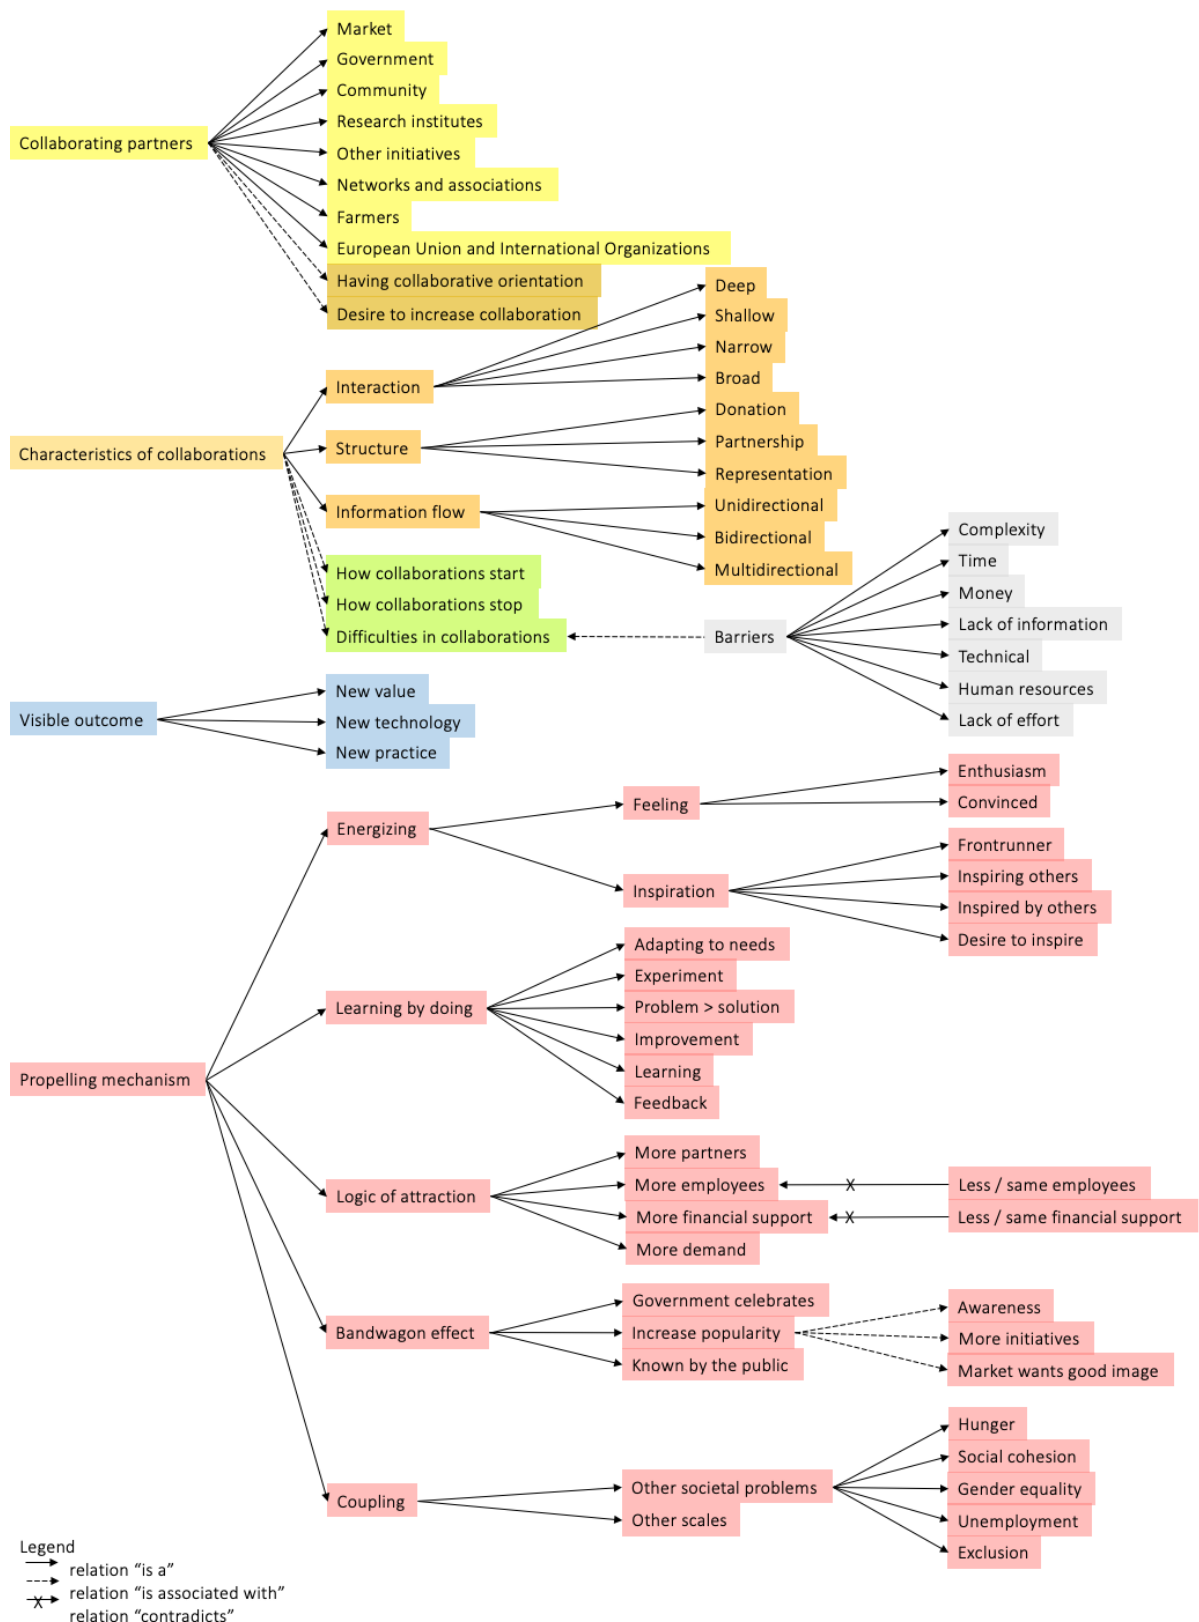 Market
Government
Community
Research institutes
Collaborating partners
Other initiatives
Networks and associations
Farmers
European Union and International Organizations
Having collaborative orientation
Desire to increase collaboration
Deep
Shallow
Narrow
Interaction
Broad
Donation
Characteristics of collaborations
Structure
Partnership
Representation
Information flow
Unidirectional
Bidirectional
Multidirectional
How collaborations start
How collaborations stop
Difficulties in collaborations
Barriers
Complexity
Time
Money
Lack of information
Technical
Human resources
Lack of effort
Visible outcome
New value
New technology
New practice
Propelling mechanism
Energizing
Feeling
Enthusiasm
Convinced
Inspiration
Frontrunner
Inspiring others
Inspired by others
Desire to inspire
Learning by doing
Adapting to needs
Experiment
Problem > solution
Improvement
Learning
Feedback
Logic of attraction
More partners
More employees
X
Less / same employees
More financial support
X
Less / same financial support
More demand
Bandwagon effect
Government celebrates
Increase popularity
Known by the public
Awareness
More initiatives
Market wants good image
Coupling
Other societal problems
Other scales
Hunger
Social cohesion
Gender equality
Unemployment
Exclusion
Legend
relation “is a”
relation “is associated with”
X
relation “contradicts”